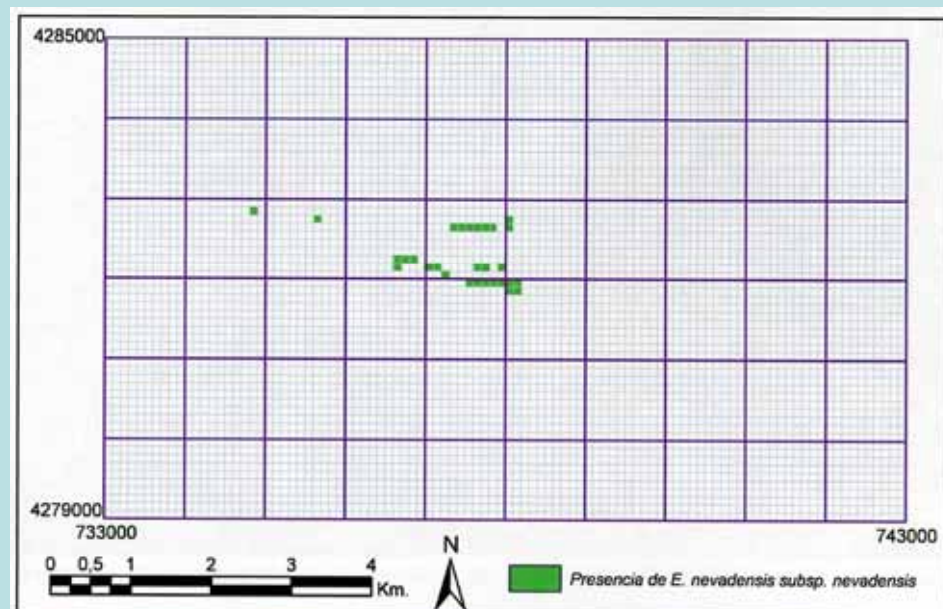 4285000
4279000
733000
743000
N
0 0,5 1 2 3 4
Km.
Presencia de E. nevadensis subsp. nevadensis